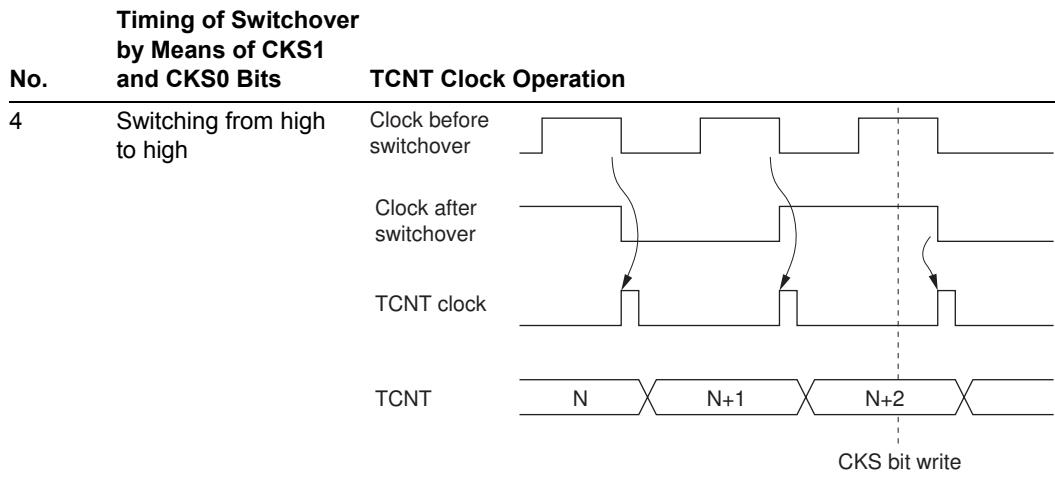 Timing of Switchover
by Means of CKS1
No. and CKS0 Bits TCNT Clock Operation
4 Switching from high
to high
Clock before
switchover
Clock after
switchover
TCNT clock
TCNT N N+1 N+2
CKS bit write